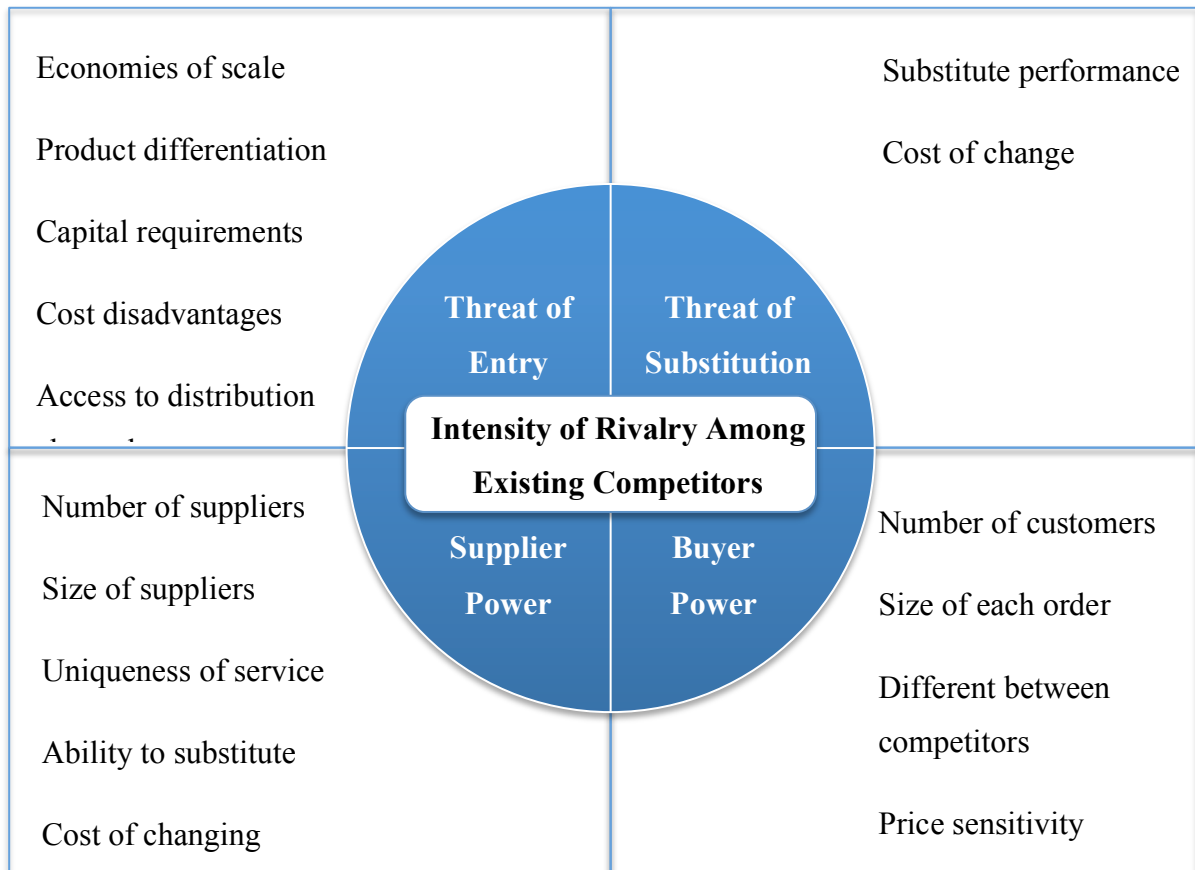 Economies of scale
Product differentiation
Capital requirements
Cost disadvantages
Access to distribution
Substitute performance
Cost of change
Threat of
Entry
Threat of
Substitution
Intensity of Rivalry Among
Existing Competitors
Supplier
Power
Buyer
Power
Number of suppliers
Size of suppliers
Uniqueness of service
Ability to substitute
Cost of changing
Number of customers
Size of each order
Different between
competitors
Price sensitivity